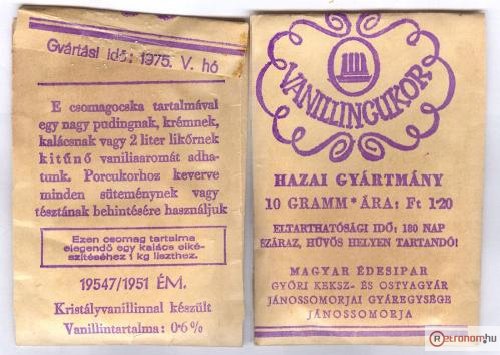 Gyártási idő: 1975. V. hó
E csomagocska tartalmával
egy nagy pudingnak, krémnek,
kalácsnak vagy 2 liter likőrnek
kitűnő vaniliaaromát adha-
tunk. Porcukorhoz keverve
minden süteménynek vagy
tésztának behintésére használjuk
Ezen csomag tartalma
elegendő egy kalács elké-
szítéséhez 1 kg liszthez.
19547/1951 ÉM.
Kristályvanillinnal készült
Vanillintartalma: 0·6%
VANILLINCUKOR
HAZAI GYÁRTMÁNY
10 GRAMM * ÁRA: Ft 1·20
ELTARTHATÓSÁGI IDŐ: 180 NAP
SZÁRAZ, HŰVÖS HELYEN TARTANDÓ!
MAGYAR ÉDESIPAR
GYŐRI KEKSZ- ÉS OSTYAGYÁR
JÁNOSSOMORJAI GYÁREGYSÉGE
JÁNOSSOMORJA
Retronom.hu